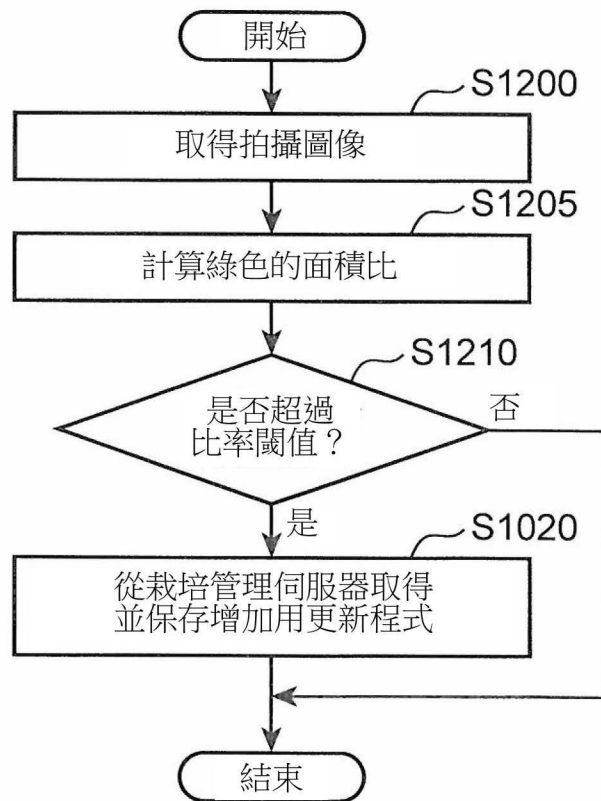 開始
S1200
取得拍攝圖像
S1205
計算綠色的面積比
S1210
是否超過
比率閾值？
否
是
S1020
從栽培管理伺服器取得
並保存增加用更新程式
結束